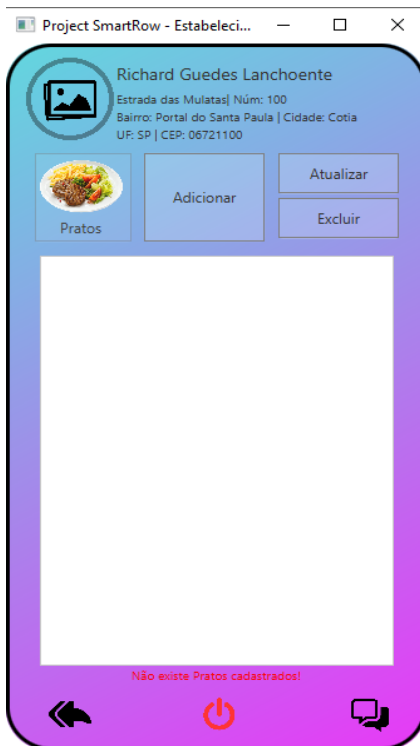 Project SmartRow - Estabeleci...
Richard Guedes Lanchoente
Estrada das Mulatas| Núm: 100
Bairro: Portal do Santa Paula | Cidade: Cotia
UF: SP | CEP: 06721100
Pratos
Adicionar
Atualizar
Excluir
Não existe Pratos cadastrados!